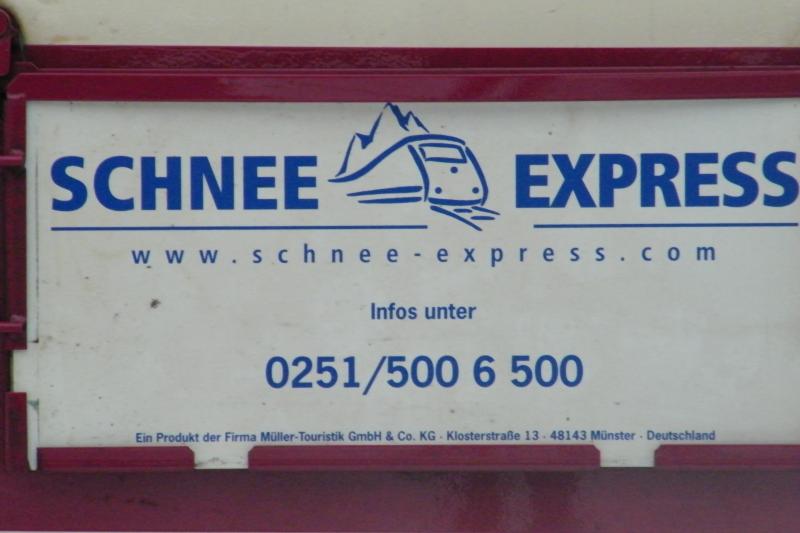 SCHNEE EXPRESS
www.schnee-express.com
Infos unter
0251/500 6 500
Ein Produkt der Firma Müller-Touristik GmbH & Co. KG · Klosterstraße 13 · 48143 Münster · Deutschland